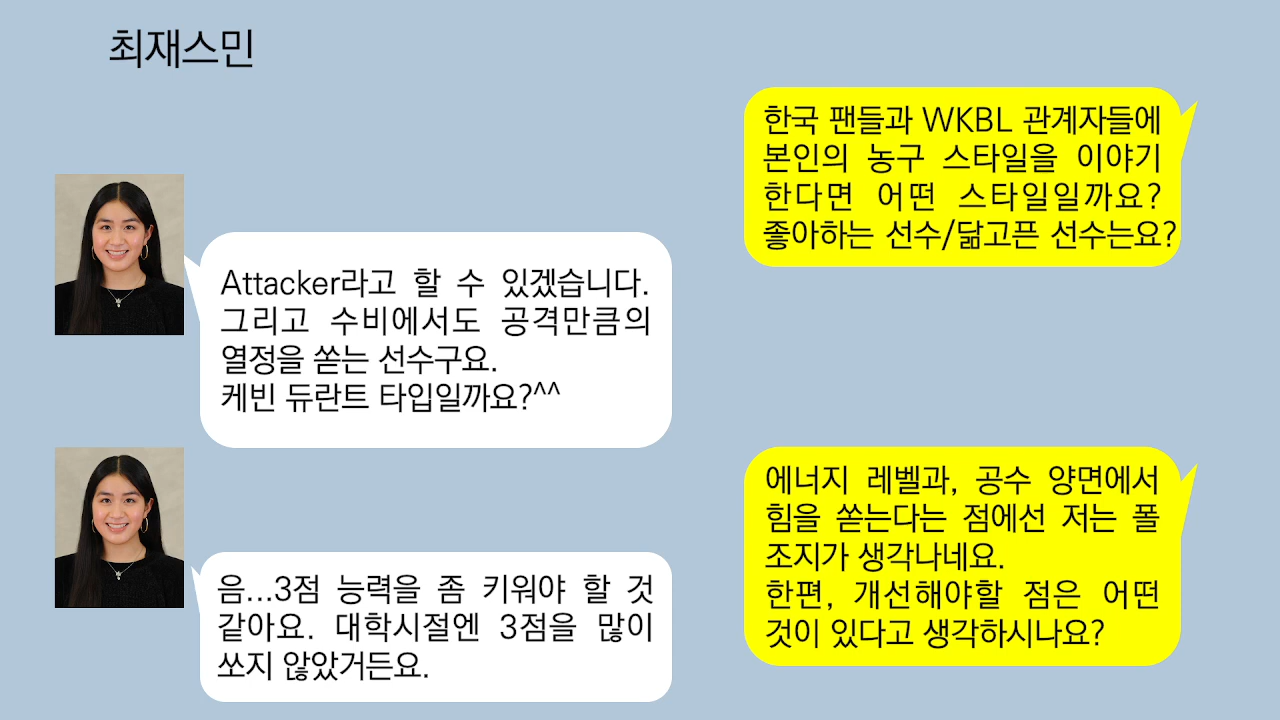 최재스민
한국 팬들과 WKBL 관계자들에
본인의 농구 스타일을 이야기
한다면 어떤 스타일일까요?
좋아하는 선수/닮고픈 선수는요?
Attacker라고 할 수 있겠습니다.
그리고 수비에서도 공격만큼의
열정을 쏟는 선수구요.
케빈 듀란트 타입일까요?^^
에너지 레벨과, 공수 양면에서
힘을 쏟는다는 점에선 저는 폴
조지가 생각나네요.
한편, 개선해야할 점은 어떤
것이 있다고 생각하시나요?
음...3점 능력을 좀 키워야 할 것
같아요. 대학시절엔 3점을 많이
쏘지 않았거든요.